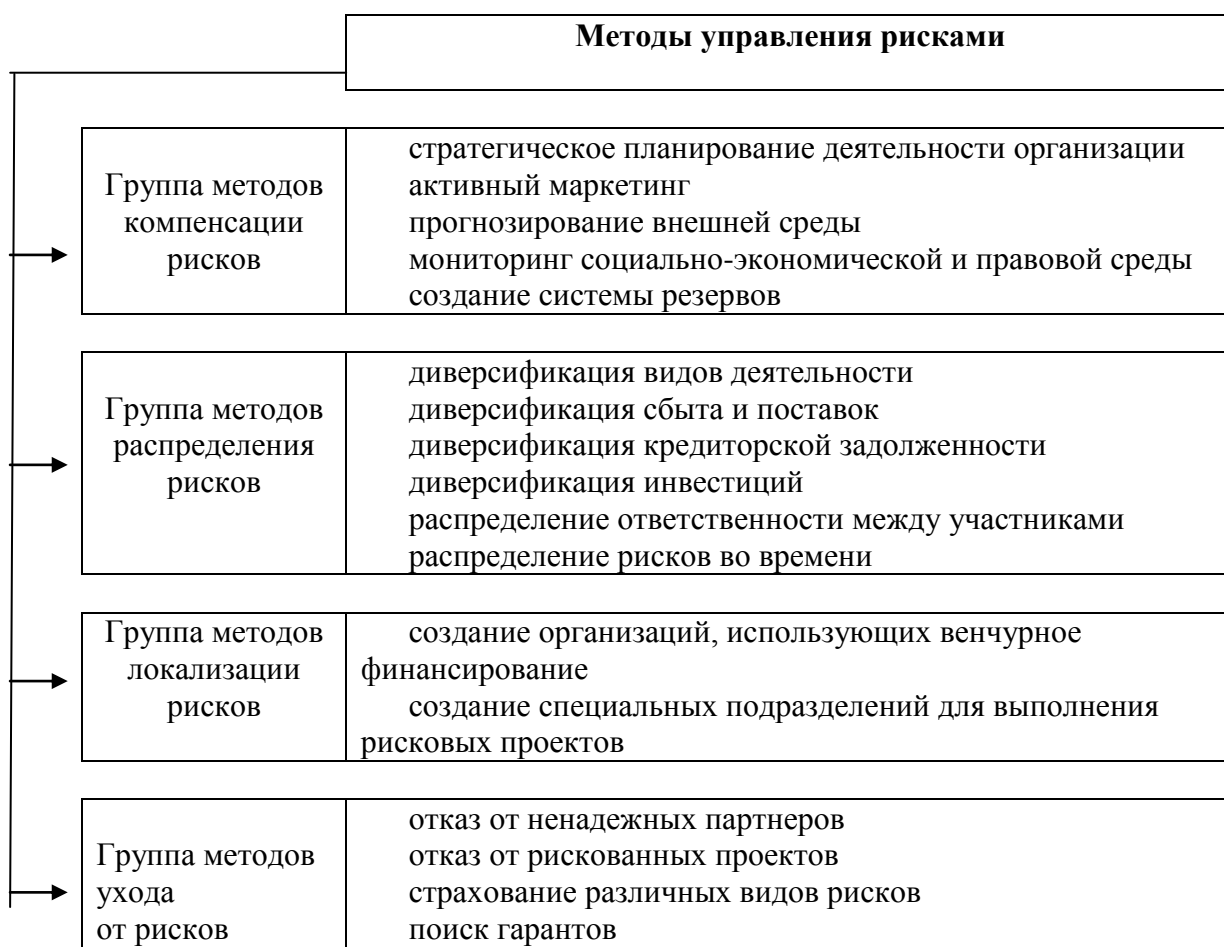 Методы управления рисками
Группа методов
компенсации
рисков
стратегическое планирование деятельности организации
активный маркетинг
прогнозирование внешней среды
мониторинг социально-экономической и правовой среды
создание системы резервов
Группа методов
распределения
рисков
диверсификация видов деятельности
диверсификация сбыта и поставок
диверсификация кредиторской задолженности
диверсификация инвестиций
распределение ответственности между участниками
распределение рисков во времени
Группа методов
локализации
рисков
создание организаций, использующих венчурное
финансирование
создание специальных подразделений для выполнения
рисковых проектов
Группа методов
ухода
от рисков
отказ от ненадежных партнеров
отказ от рискованных проектов
страхование различных видов рисков
поиск гарантов